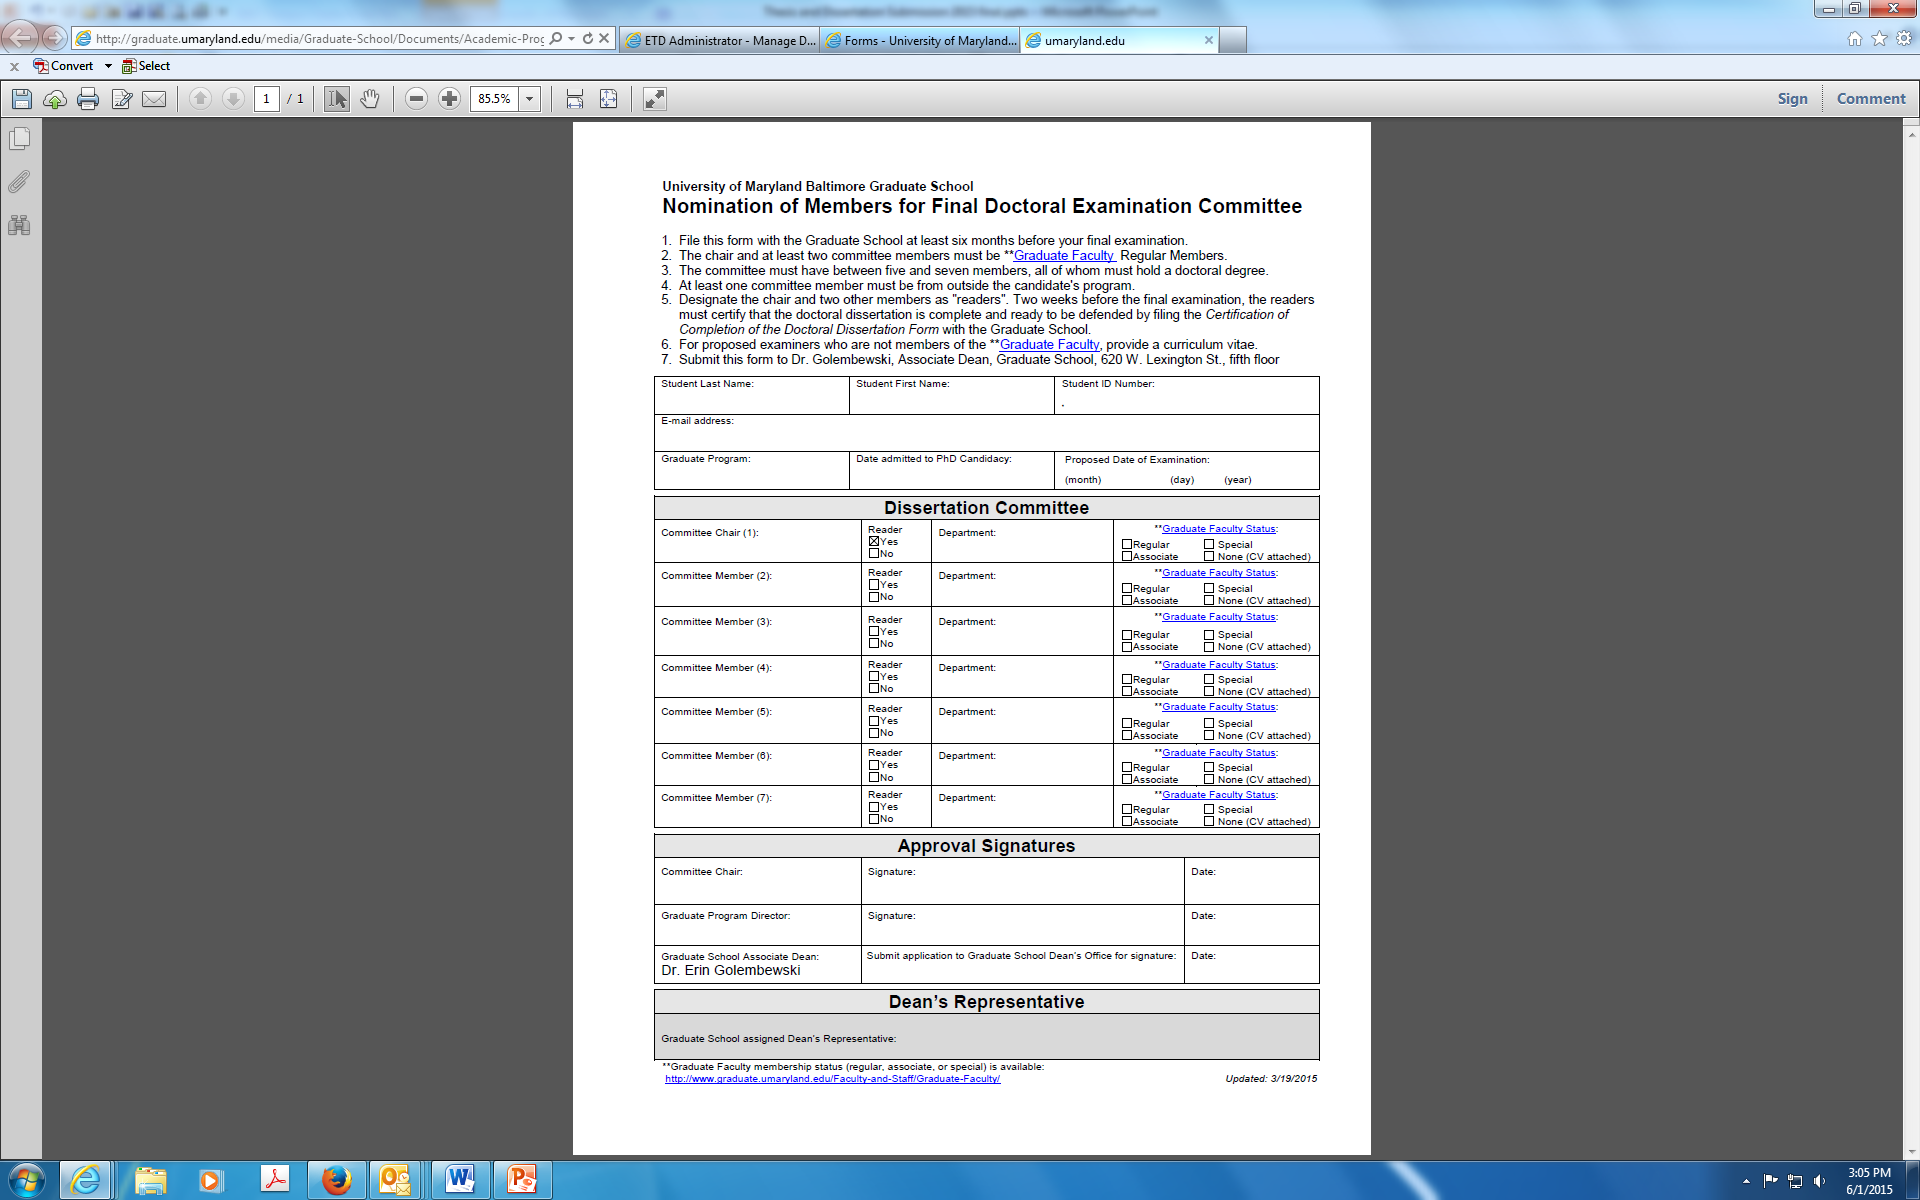 Thesis and Dissertation Submission 2015 final.pptx - Microsoft PowerPoint
http://graduate.umaryland.edu/media/Graduate-School/Documents/Academic-Prog
ETD Administrator - Manage D...
Forms - University of Maryland...
umaryland.edu
x Convert Select
1 / 1 85.5% Sign Comment
University of Maryland Baltimore Graduate School
Nomination of Members for Final Doctoral Examination Committee
1. File this form with the Graduate School at least six months before your final examination.
2. The chair and at least two committee members must be **Graduate Faculty Regular Members.
3. The committee must have between five and seven members, all of whom must hold a doctoral degree.
4. At least one committee member must be from outside the candidate's program.
5. Designate the chair and two other members as "readers". Two weeks before the final examination, the readers
must certify that the doctoral dissertation is complete and ready to be defended by filing the Certification of
Completion of the Doctoral Dissertation Form with the Graduate School.
6. For proposed examiners who are not members of the **Graduate Faculty, provide a curriculum vitae.
7. Submit this form to Dr. Golembewski, Associate Dean, Graduate School, 620 W. Lexington St., fifth floor
Student Last Name: Student First Name: Student ID Number:
.
E-mail address:
Graduate Program: Date admitted to PhD Candidacy: Proposed Date of Examination:
(month) (day) (year)
Dissertation Committee
Committee Chair (1): Reader Department: **Graduate Faculty Status:
☒Yes ☐Regular ☐ Special
☐No ☐Associate ☐ None (CV attached)
Committee Member (2): Reader Department: **Graduate Faculty Status:
☐Yes ☐Regular ☐ Special
☐No ☐Associate ☐ None (CV attached)
Committee Member (3): Reader Department: **Graduate Faculty Status:
☐Yes ☐Regular ☐ Special
☐No ☐Associate ☐ None (CV attached)
Committee Member (4): Reader Department: **Graduate Faculty Status:
☐Yes ☐Regular ☐ Special
☐No ☐Associate ☐ None (CV attached)
Committee Member (5): Reader Department: **Graduate Faculty Status:
☐Yes ☐Regular ☐ Special
☐No ☐Associate ☐ None (CV attached)
Committee Member (6): Reader Department: **Graduate Faculty Status:
☐Yes ☐Regular ☐ Special
☐No ☐Associate ☐ None (CV attached)
Committee Member (7): Reader Department: **Graduate Faculty Status:
☐Yes ☐Regular ☐ Special
☐No ☐Associate ☐ None (CV attached)
Approval Signatures
Committee Chair: Signature: Date:
Graduate Program Director: Signature: Date:
Graduate School Associate Dean: Submit application to Graduate School Dean's Office for signature: Date:
Dr. Erin Golembewski
Dean’s Representative
Graduate School assigned Dean's Representative:
**Graduate Faculty membership status (regular, associate, or special) is available:
http://www.graduate.umaryland.edu/Faculty-and-Staff/Graduate-Faculty/ Updated: 3/19/2015
3:05 PM
6/1/2015